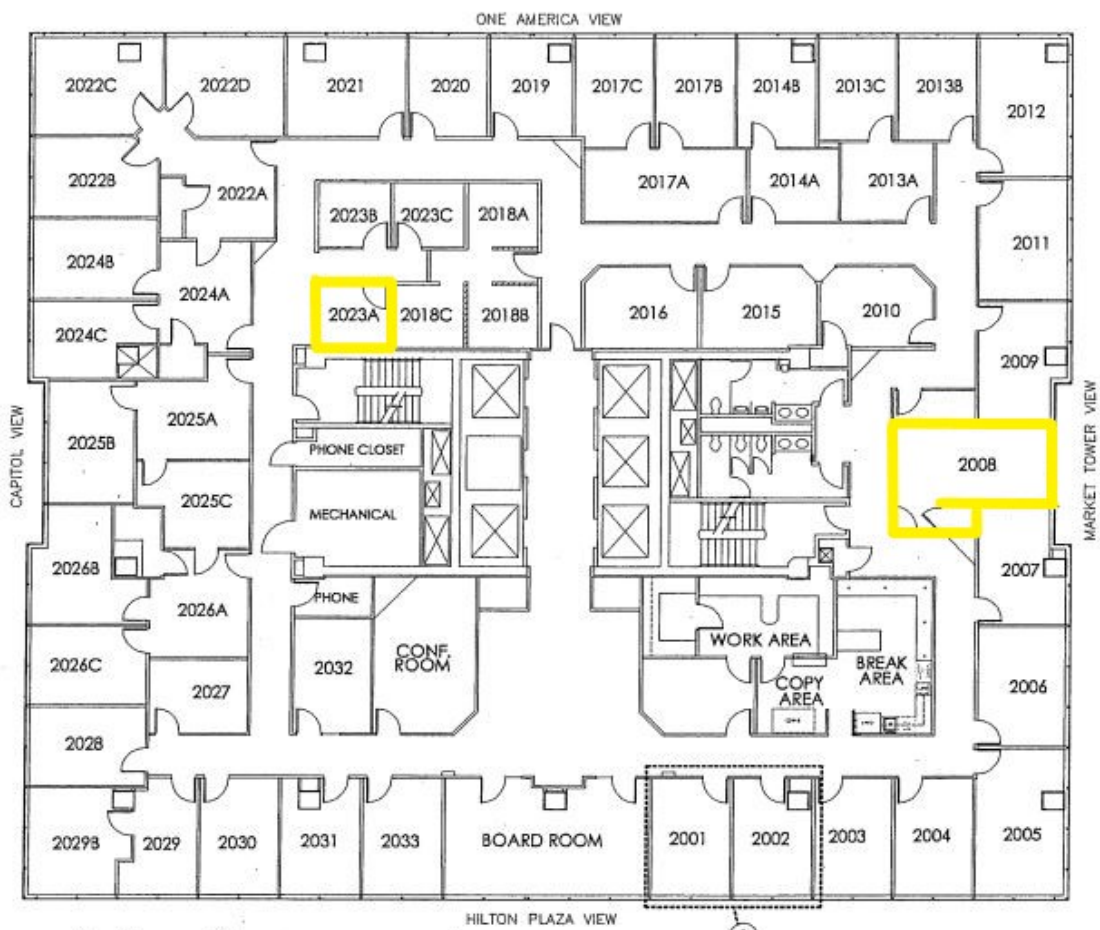 ONE AMERICA VIEW
2022C
2022D
2021
2020
2019
2017C
2017B
2014B
2013C
2013B
2012
2022B
2022A
2017A
2014A
2013A
2023B
2023C
2018A
2011
2024B
2024A
2023A
2018C
2018B
2016
2015
2010
2024C
2009
CAPITOL VIEW
MARKET TOWER VIEW
2025B
2025A
PHONE CLOSET
2008
2025C
MECHANICAL
2026B
2007
2026A
PHONE
2026C
2032
CONF.
ROOM
WORK AREA
BREAK
AREA
COPY
AREA
2006
2027
2028
2029B
2029
2030
2031
2033
BOARD ROOM
2001
2002
2003
2004
2005
HILTON PLAZA VIEW